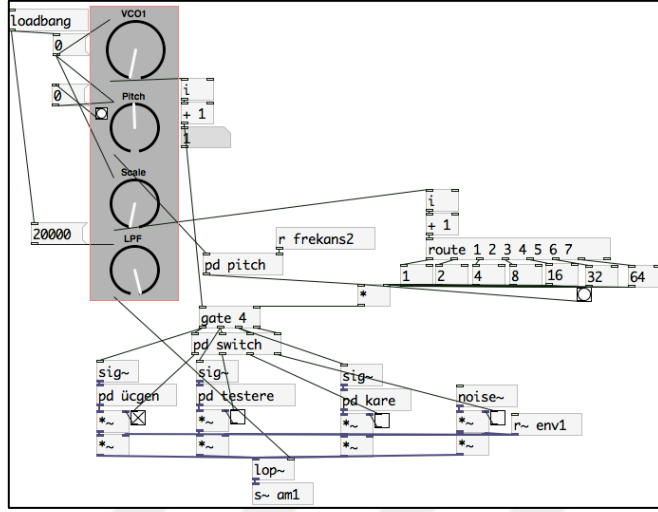 loadbang
VCO1
0
0
Pitch
i
+ 1
1
Scale
i
+ 1
20000
LPF
r frekans2
route 1 2 3 4 5 6 7
pd pitch
1
2
4
8
16
32
64
*
gate 4
pd switch
sig~
sig~
sig~
pd üçgen
pd testere
pd kare
noise~
*~
*~
*~
*~
r~ env1
*~
*~
*~
*~
lop~
s~ am1